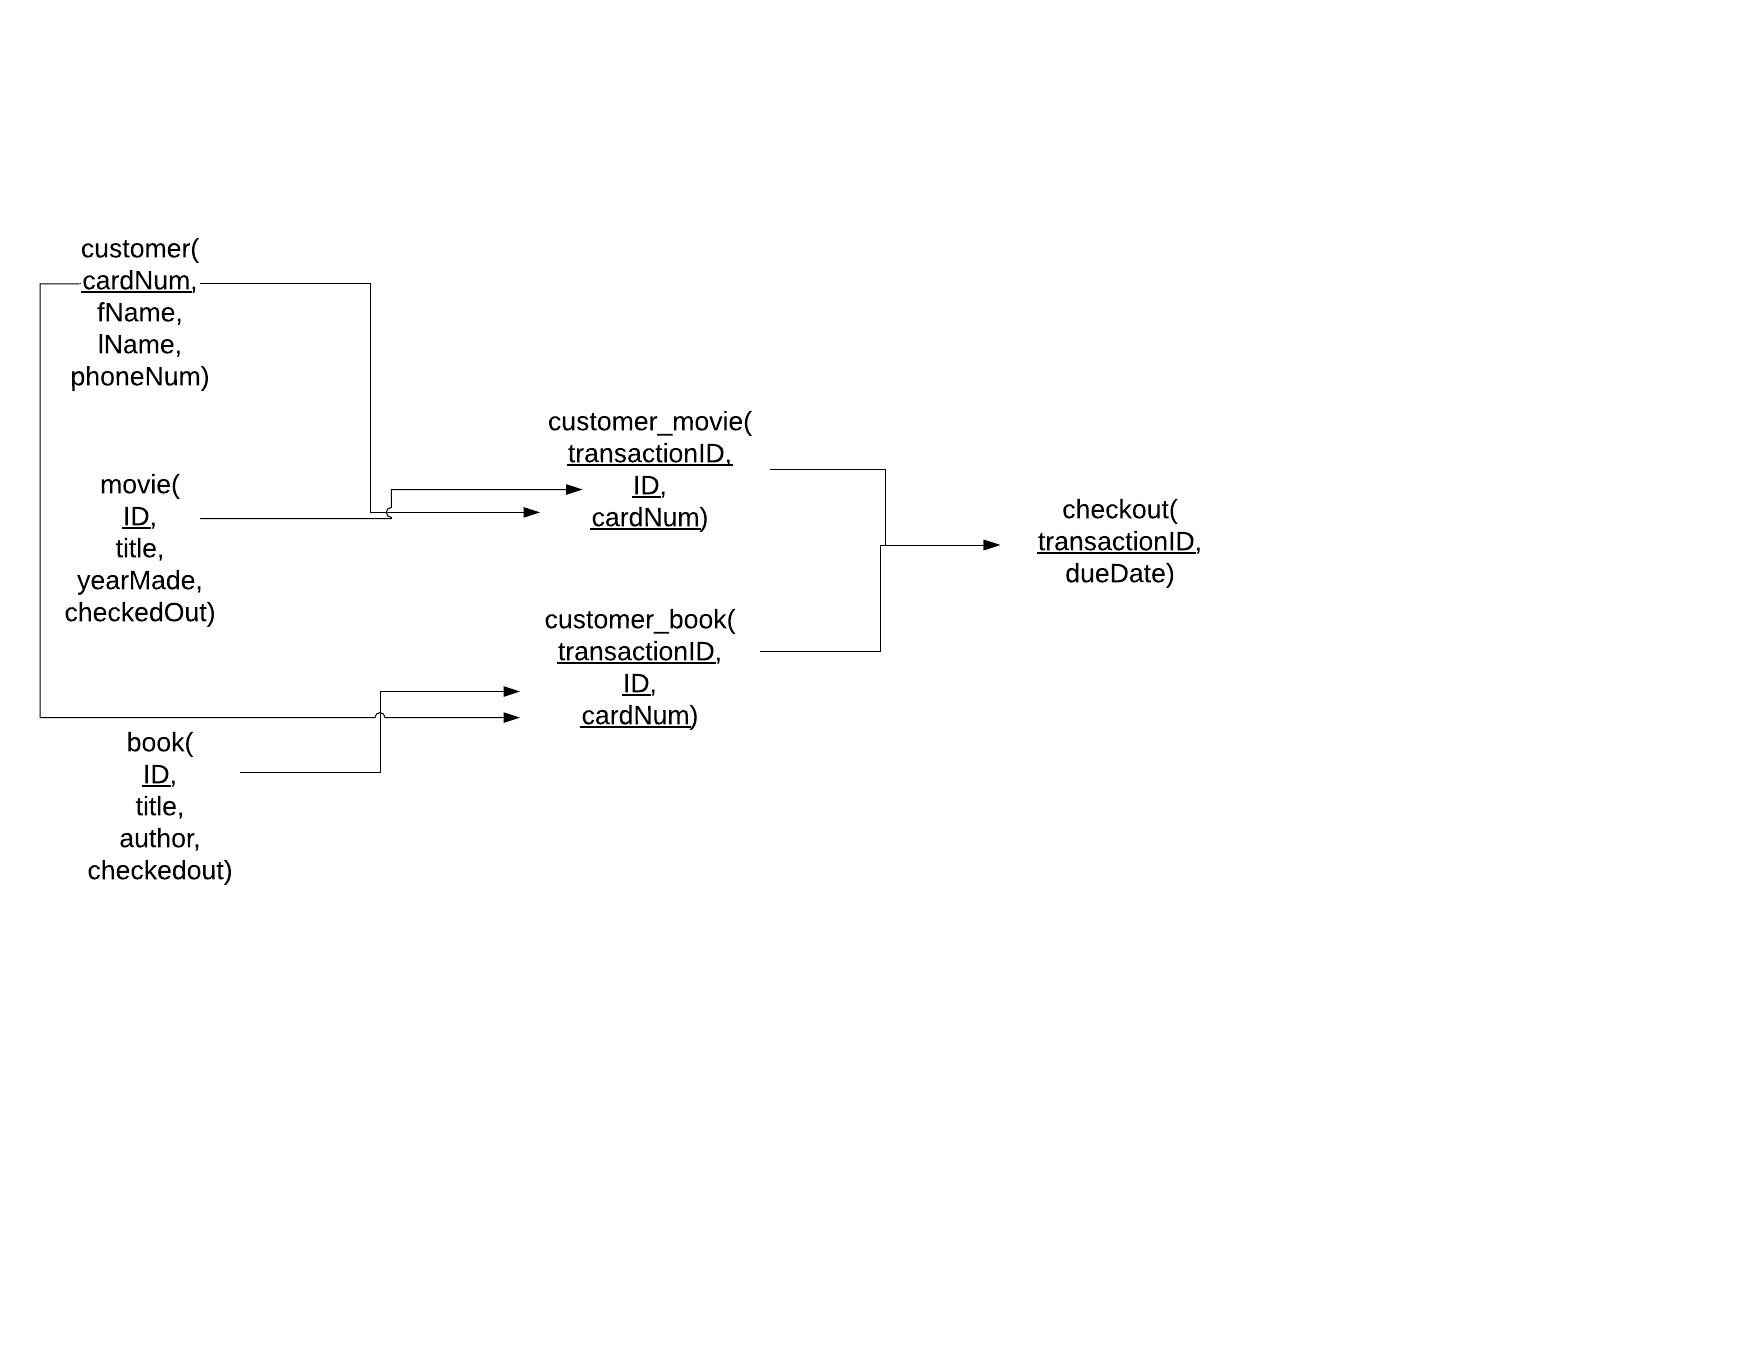 customer(
cardNum,
fName,
lName,
phoneNum)
movie(
ID,
title,
yearMade,
checkedOut)
book(
ID,
title,
author,
checkedout)
customer_movie(
transactionID,
ID,
cardNum)
customer_book(
transactionID,
ID,
cardNum)
checkout(
transactionID,
dueDate)